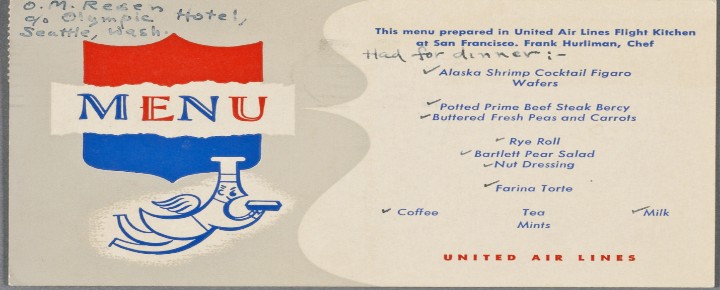 O.M. Resen
c/o Olympic Hotel,
Seattle, Wash.
MENU
This menu prepared in United Air Lines Flight Kitchen
at San Francisco. Frank Hurliman, Chef
Had for dinner:-
Alaska Shrimp Cocktail Figaro
Wafers
Potted Prime Beef Steak Bercy
Buttered Fresh Peas and Carrots
Rye Roll
Bartlett Pear Salad
Nut Dressing
Farina Torte
Coffee Tea Milk
Mints
UNITED AIR LINES